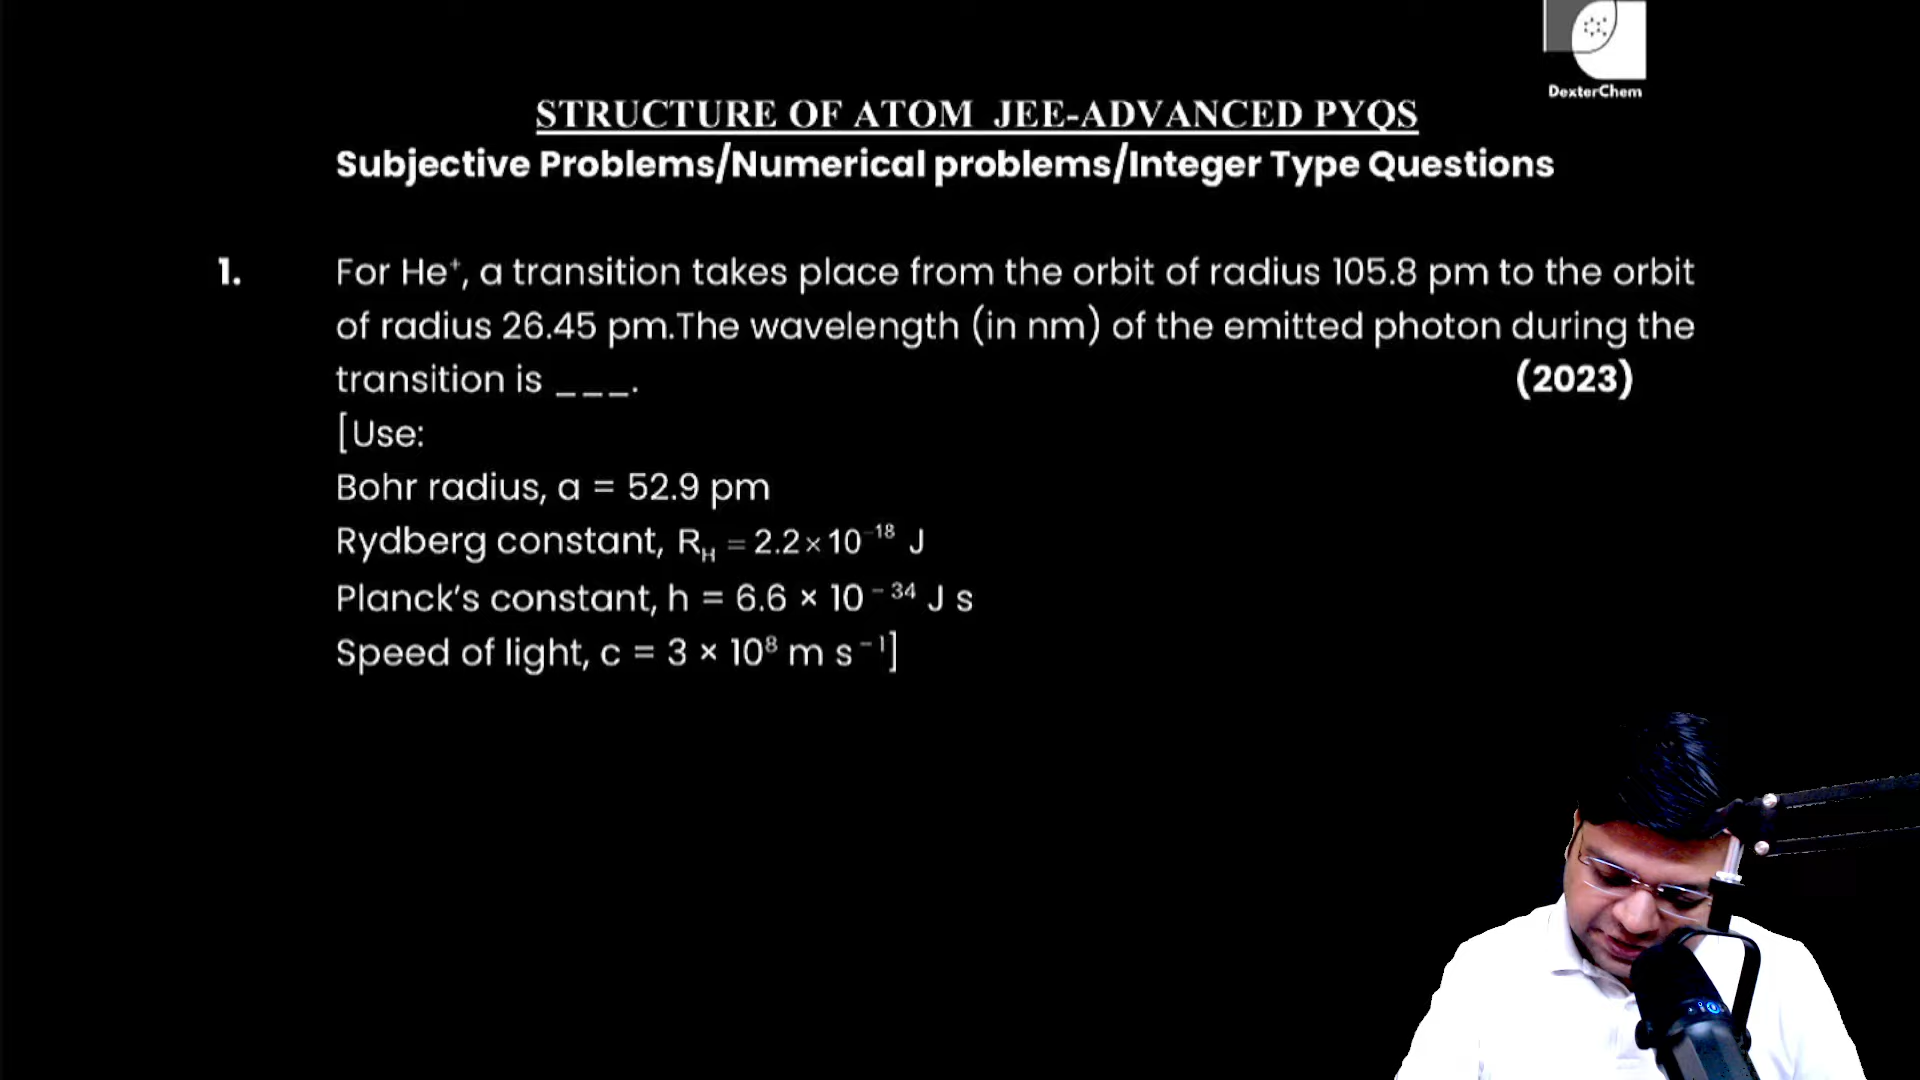 DexterChem
STRUCTURE OF ATOM JEE-ADVANCED PYQS
Subjective Problems/Numerical problems/Integer Type Questions
1. For He⁺, a transition takes place from the orbit of radius 105.8 pm to the orbit
of radius 26.45 pm.The wavelength (in nm) of the emitted photon during the
transition is _ _ _. (2023)
[Use:
Bohr radius, a = 52.9 pm
Rydberg constant, R_H = 2.2×10⁻¹⁸ J
Planck’s constant, h = 6.6 × 10⁻³⁴ J s
Speed of light, c = 3 × 10⁸ m s⁻¹]